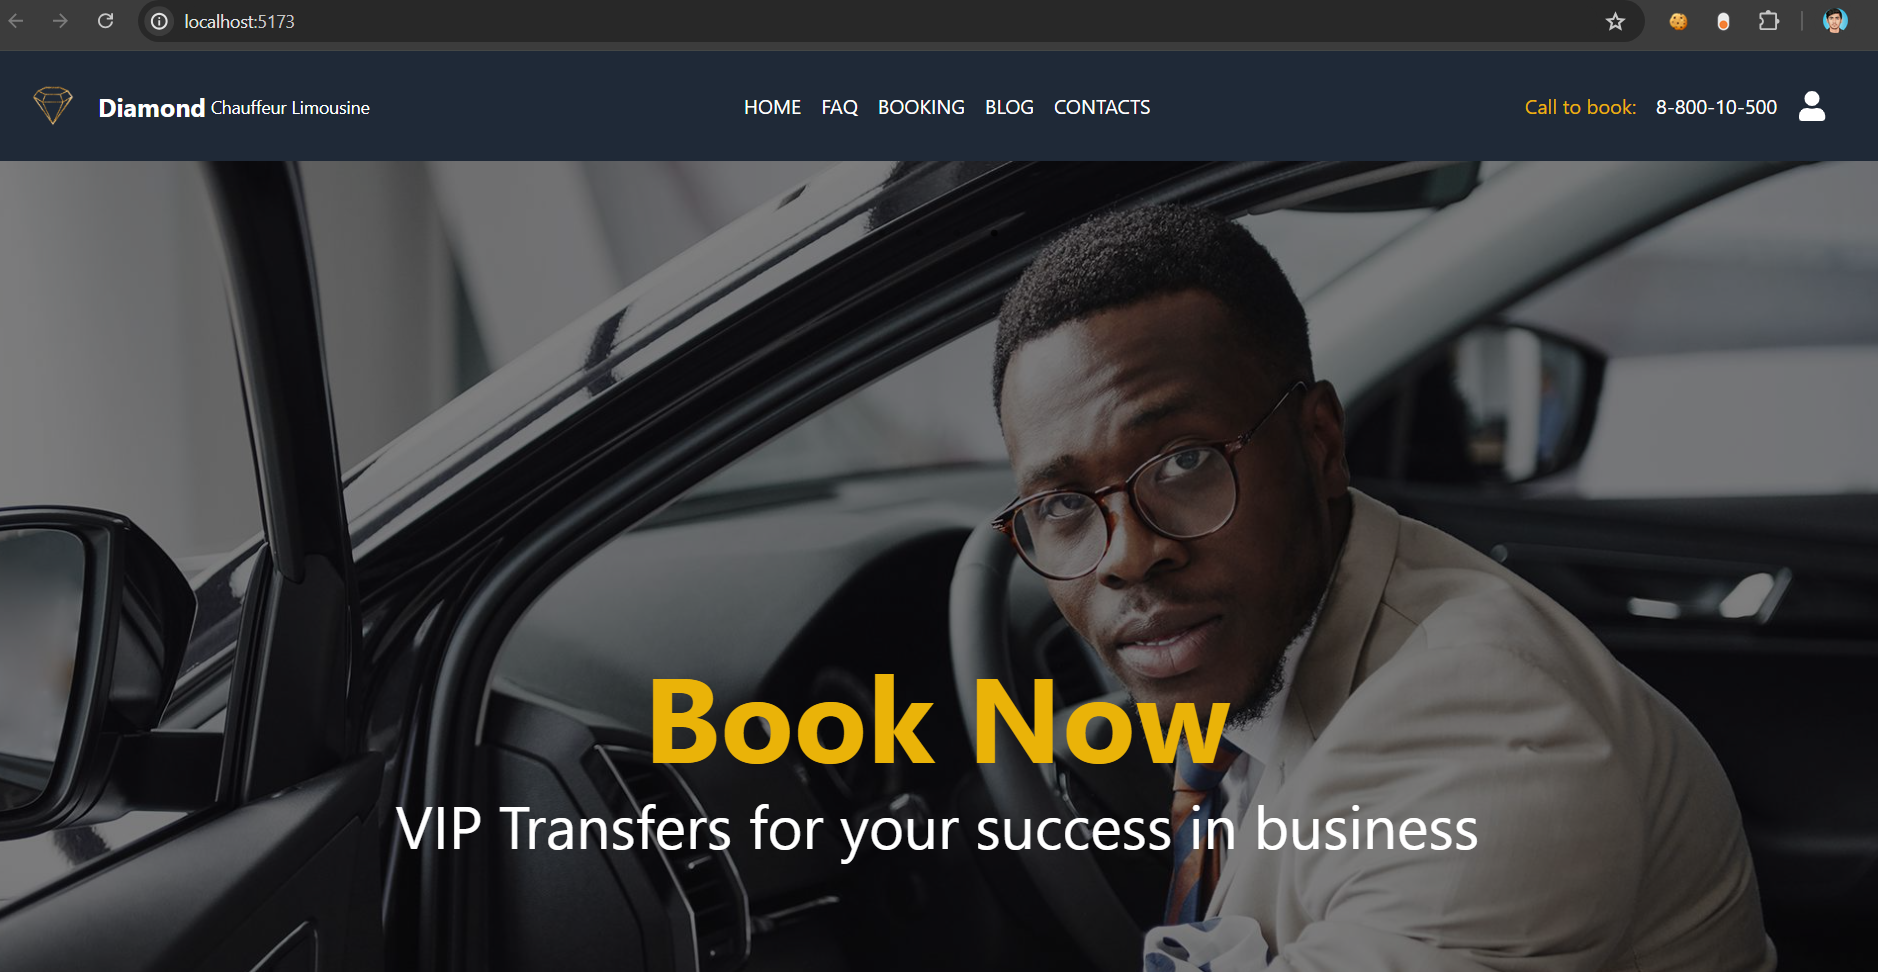 localhost:5173
Diamond Chauffeur Limousine
HOME FAQ BOOKING BLOG CONTACTS
Call to book: 8-800-10-500
Book Now
VIP Transfers for your success in business